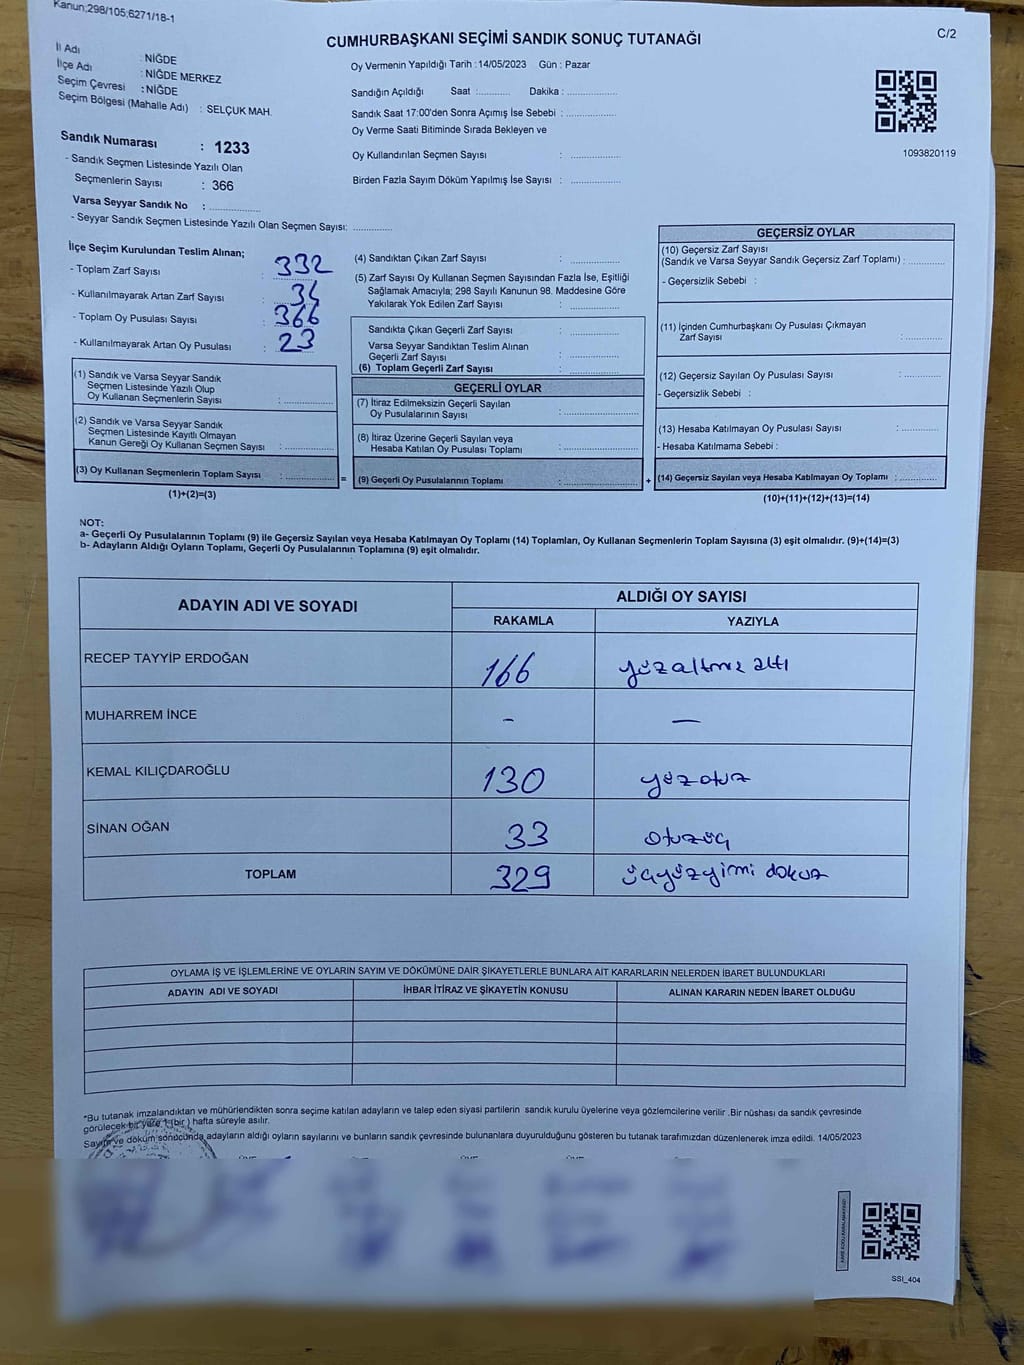 Kanun;298/105;6271/18-1
C/2
CUMHURBAŞKANI SEÇİMİ SANDIK SONUÇ TUTANAĞI
İl Adı : NİĞDE
İlçe Adı : NİĞDE MERKEZ
Seçim Çevresi : NİĞDE
Seçim Bölgesi (Mahalle Adı) : SELÇUK MAH.
Sandık Numarası : 1233
- Sandık Seçmen Listesinde Yazılı Olan
Seçmenlerin Sayısı : 366
Varsa Seyyar Sandık No : ..............
- Seyyar Sandık Seçmen Listesinde Yazılı Olan Seçmen Sayısı: ............
Oy Vermenin Yapıldığı Tarih : 14/05/2023 Gün : Pazar
Sandığın Açıldığı Saat :........... Dakika : ................
Sandık Saat 17:00'den Sonra Açımış İse Sebebi : ................
Oy Verme Saati Bitiminde Sırada Bekleyen ve
Oy Kullandırılan Seçmen Sayısı : ................
Birden Fazla Sayım Döküm Yapılmış İse Sayısı : ................
1093820119
İlçe Seçim Kurulundan Teslim Alınan;
- Toplam Zarf Sayısı : 332
- Kullanılmayarak Artan Zarf Sayısı : 34
- Toplam Oy Pusulası Sayısı : 366
- Kullanılmayarak Artan Oy Pusulası : 23
(1) Sandık ve Varsa Seyyar Sandık
Seçmen Listesinde Yazılı Olup
Oy Kullanan Seçmenlerin Sayısı : ................
(2) Sandık ve Varsa Seyyar Sandık
Seçmen Listesinde Kayıtlı Olmayan
Kanun Gereği Oy Kullanan Seçmen Sayısı : ................
(3) Oy Kullanan Seçmenlerin Toplam Sayısı : ................
(1)+(2)=(3)
(4) Sandıktan Çıkan Zarf Sayısı : ................
(5) Zarf Sayısı Oy Kullanan Seçmen Sayısından Fazla İse, Eşitliği
Sağlamak Amacıyla; 298 Sayılı Kanunun 98. Maddesine Göre
Yakılarak Yok Edilen Zarf Sayısı : ................
Sandıkta Çıkan Geçerli Zarf Sayısı : ................
Varsa Seyyar Sandıktan Teslim Alınan
Geçerli Zarf Sayısı : ................
(6) Toplam Geçerli Zarf Sayısı : ................
GEÇERLİ OYLAR
(7) İtiraz Edilmeksizin Geçerli Sayılan
Oy Pusulalarının Sayısı : ................
(8) İtiraz Üzerine Geçerli Sayılan veya
Hesaba Katılan Oy Pusulası Toplamı : ................
= (9) Geçerli Oy Pusulalarının Toplamı : ................ +
GEÇERSİZ OYLAR
(10) Geçersiz Zarf Sayısı
(Sandık ve Varsa Seyyar Sandık Geçersiz Zarf Toplamı) : ............
- Geçersizlik Sebebi :
(11) İçinden Cumhurbaşkanı Oy Pusulası Çıkmayan
Zarf Sayısı : ............
(12) Geçersiz Sayılan Oy Pusulası Sayısı : ............
- Geçersizlik Sebebi :
(13) Hesaba Katılmayan Oy Pusulası Sayısı : ............
- Hesaba Katılmama Sebebi :
(14) Geçersiz Sayılan veya Hesaba Katılmayan Oy Toplamı : ............
(10)+(11)+(12)+(13)=(14)
NOT:
a- Geçerli Oy Pusulalarının Toplamı (9) ile Geçersiz Sayılan veya Hesaba Katılmayan Oy Toplamı (14) Toplamları, Oy Kullanan Seçmenlerin Toplam Sayısına (3) eşit olmalıdır. (9)+(14)=(3)
b- Adayların Aldığı Oyların Toplamı, Geçerli Oy Pusulalarının Toplamına (9) eşit olmalıdır.
ADAYIN ADI VE SOYADI ALDIĞI OY SAYISI
RAKAMLA YAZIYLA
RECEP TAYYİP ERDOĞAN 166 yüzaltmış altı
MUHARREM İNCE - —
KEMAL KILIÇDAROĞLU 130 yüzotuz
SİNAN OĞAN 33 otuzüç
TOPLAM 329 üçyüzyirmi dokuz
OYLAMA İŞ VE İŞLEMLERİNE VE OYLARIN SAYIM VE DÖKÜMÜNE DAİR ŞİKAYETLERLE BUNLARA AİT KARARLARIN NELERDEN İBARET BULUNDUKLARI
ADAYIN ADI VE SOYADI İHBAR İTİRAZ VE ŞİKAYETİN KONUSU ALINAN KARARIN NEDEN İBARET OLDUĞU
*Bu tutanak imzalandıktan ve mühürlendikten sonra seçime katılan adayların ve talep eden siyasi partilerin sandık kurulu üyelerine veya gözlemcilerine verilir .Bir nüshası da sandık çevresinde
görülecek bir yere 1 (bir ) hafta süreyle asılır.
Sayım ve döküm sonucunda adayların aldığı oyların sayılarını ve bunların sandık çevresinde bulunanlara duyurulduğunu gösteren bu tutanak tarafımızdan düzenlenerek imza edildi. 14/05/2023
SSI_404